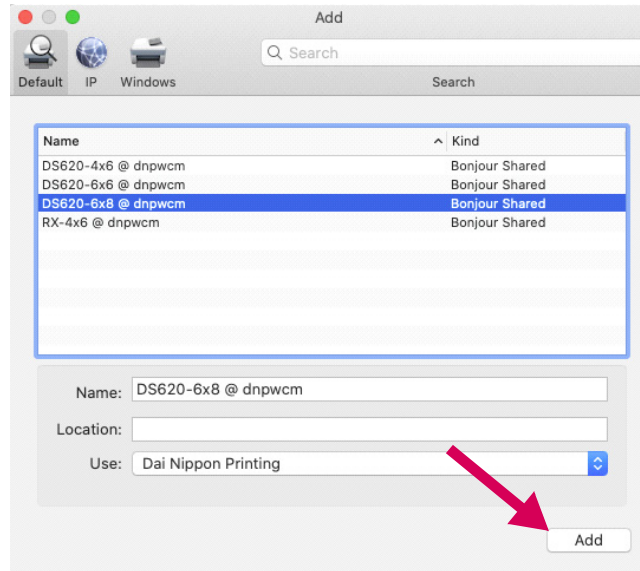 Add
Search
Default IP Windows Search
Name Kind
DS620-4x6 @ dnpwcm Bonjour Shared
DS620-6x6 @ dnpwcm Bonjour Shared
DS620-6x8 @ dnpwcm Bonjour Shared
RX-4x6 @ dnpwcm Bonjour Shared
Name: DS620-6x8 @ dnpwcm
Location:
Use: Dai Nippon Printing
Add